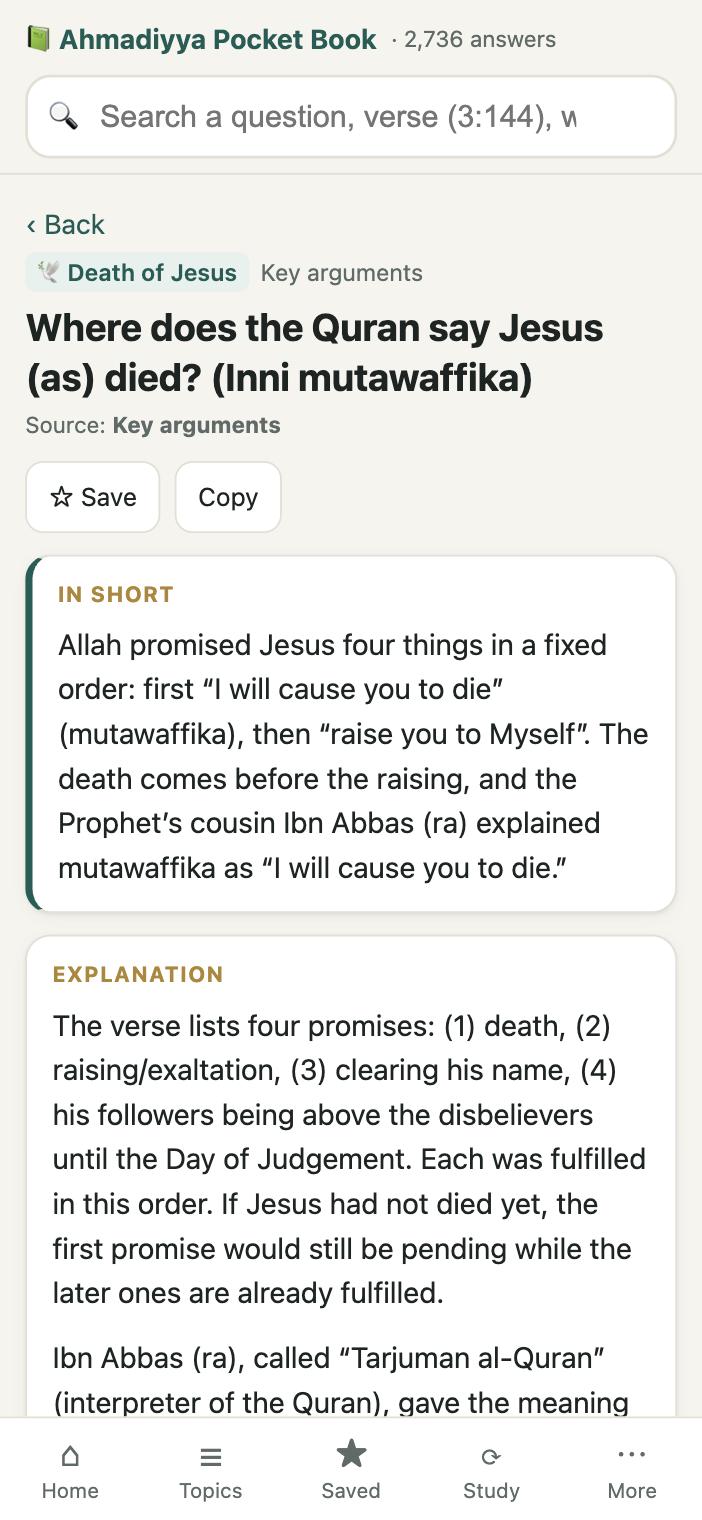 Ahmadiyya Pocket Book · 2,736 answers
Search a question, verse (3:144), w
‹ Back
Death of Jesus Key arguments
Where does the Quran say Jesus
(as) died? (Inni mutawaffika)
Source: Key arguments
☆ Save Copy
IN SHORT
Allah promised Jesus four things in a fixed
order: first “I will cause you to die”
(mutawaffika), then “raise you to Myself”. The
death comes before the raising, and the
Prophet’s cousin Ibn Abbas (ra) explained
mutawaffika as “I will cause you to die.”
EXPLANATION
The verse lists four promises: (1) death, (2)
raising/exaltation, (3) clearing his name, (4)
his followers being above the disbelievers
until the Day of Judgement. Each was fulfilled
in this order. If Jesus had not died yet, the
first promise would still be pending while the
later ones are already fulfilled.
Ibn Abbas (ra), called “Tarjuman al-Quran”
(interpreter of the Quran), gave the meaning
Home Topics Saved Study More